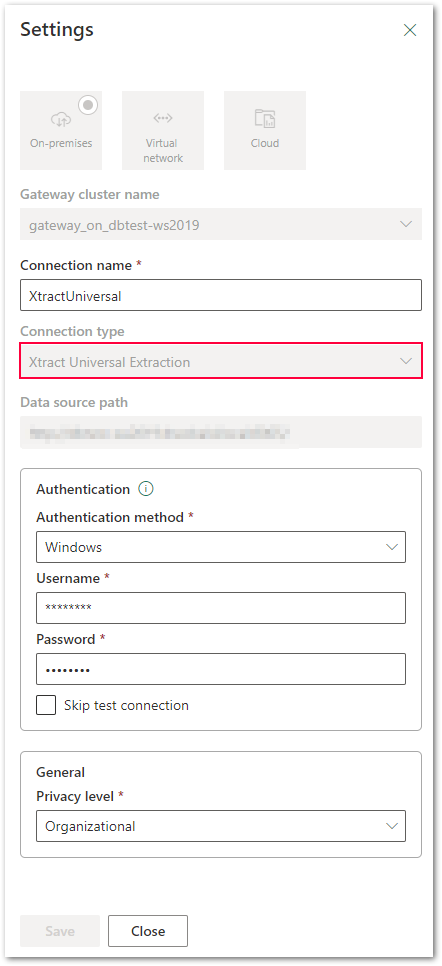 Settings
On-premises
Virtual
network
Cloud
Gateway cluster name
gateway_on_dbtest-ws2019
Connection name *
XtractUniversal
Connection type
Xtract Universal Extraction
Data source path
Authentication
Authentication method *
Windows
Username *
********
Password *
••••••••
Skip test connection
General
Privacy level *
Organizational
Save
Close